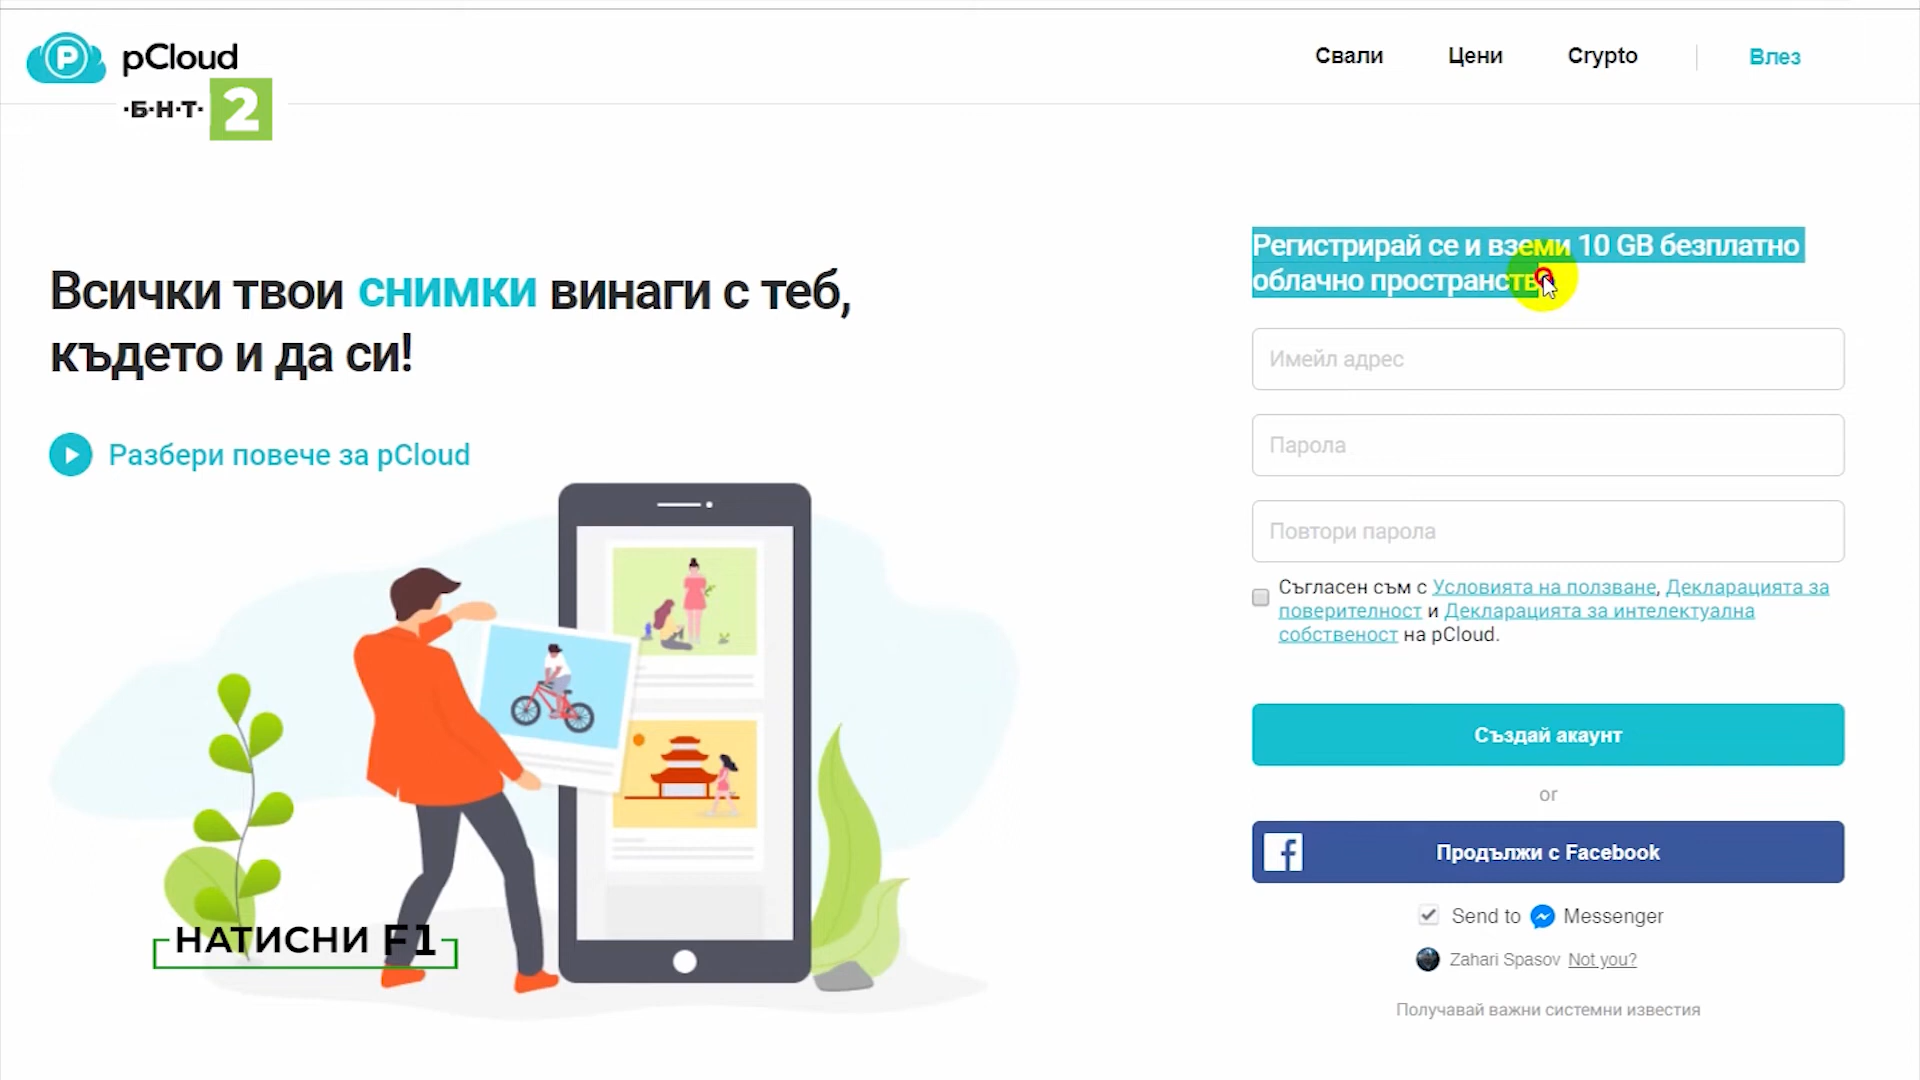 pCloud
·Б·Н·Т· 2
Свали
Цени
Crypto
Влез
Всички твои снимки винаги с теб,
където и да си!
Разбери повече за pCloud
НАТИСНИ F1
Регистрирай се и вземи 10 GB безплатно
облачно пространство
Имейл адрес
Парола
Повтори парола
Съгласен съм с Условията на ползване, Декларацията за
поверителност и Декларацията за интелектуална
собственост на pCloud.
Създай акаунт
or
Продължи с Facebook
Send to Messenger
Zahari Spasov Not you?
Получавай важни системни известия